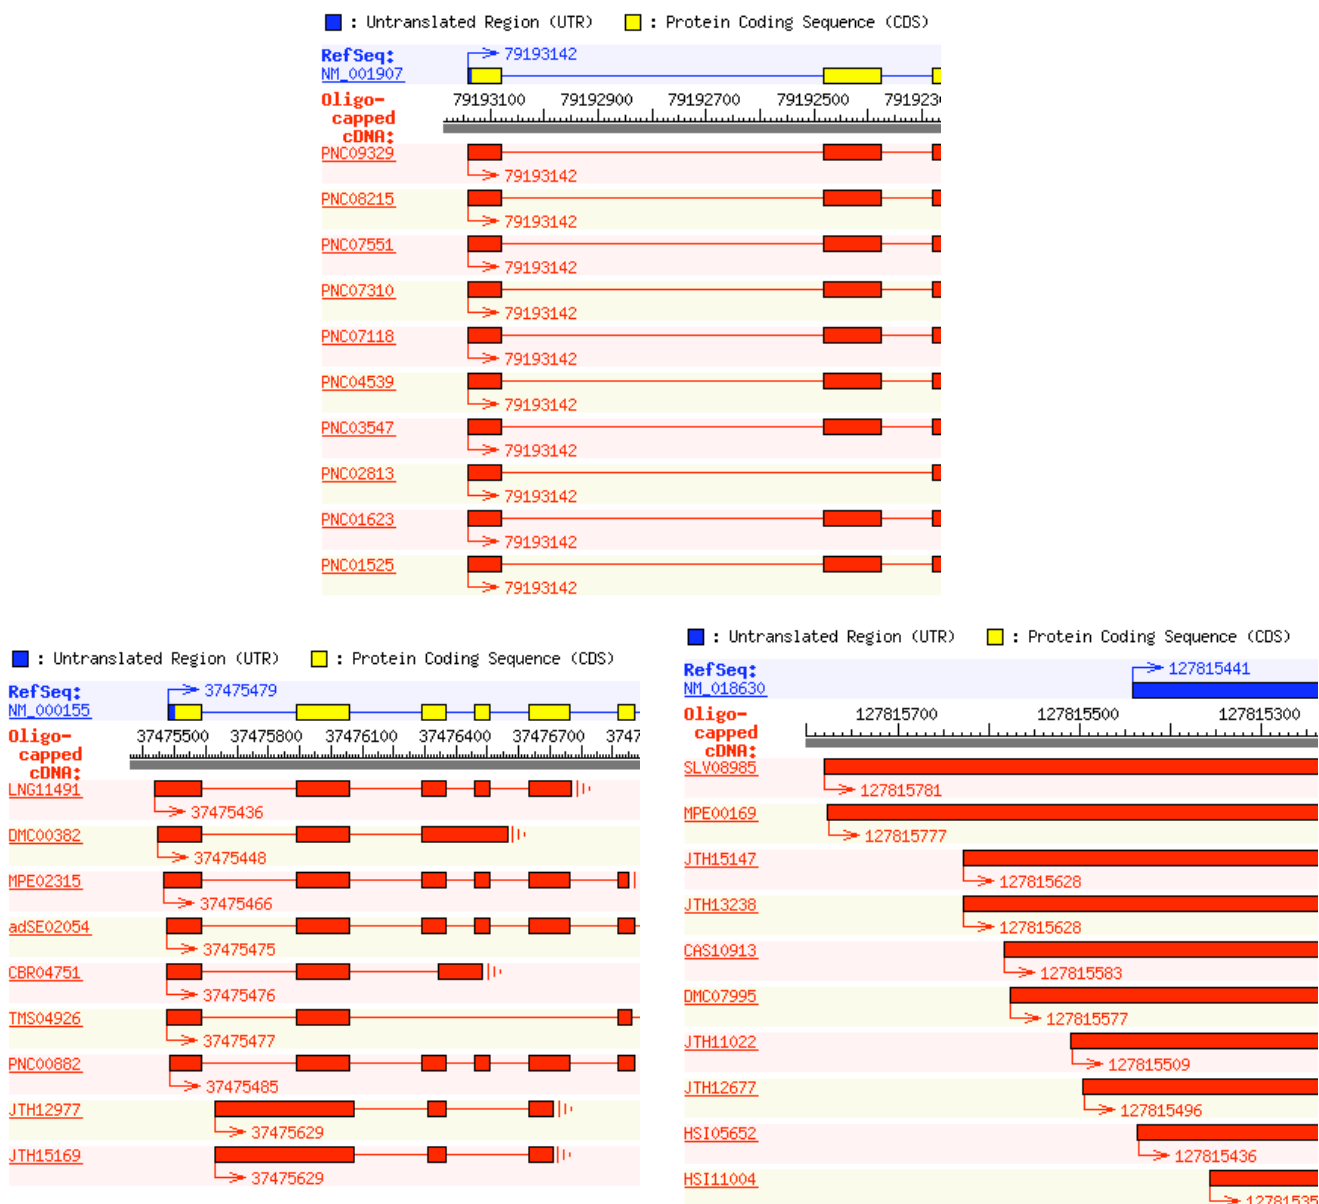 : Untranslated Region (UTR) : Protein Coding Sequence (CDS)
RefSeq: 79193142
NM_001907
Oligo- 79193100 79192900 79192700 79192500
capped
cDNA:
PNC09329
79193142
PNC08215
79193142
PNC07551
79193142
PNC07310
79193142
PNC07118
79193142
PNC04539
79193142
PNC03547
79193142
PNC02813
79193142
PNC01623
79193142
PNC01525
79193142
: Untranslated Region (UTR) : Protein Coding Sequence (CDS)
RefSeq: 37475479
NM_000155
Oligo- 37475500 37475800 37476100 37476400 37476700 3747
capped
cDNA:
LNG11491
37475436
DMC00382
37475448
MPE02315
37475466
adSE02054
37475475
CBR04751
37475476
TMS04926
37475477
PNC00882
37475485
JTH12977
37475629
JTH15169
37475629
: Untranslated Region (UTR) : Protein Coding Sequence (CDS)
RefSeq: 127815441
NM_018630
Oligo- 127815700 127815500 127815300
capped
cDNA:
SLV08985
127815781
MPE00169
127815777
JTH15147
127815628
JTH13238
127815628
CAS10913
127815583
DMC07995
127815577
JTH11022
127815509
JTH12677
127815496
HSI05652
127815436
HSI11004
12781535